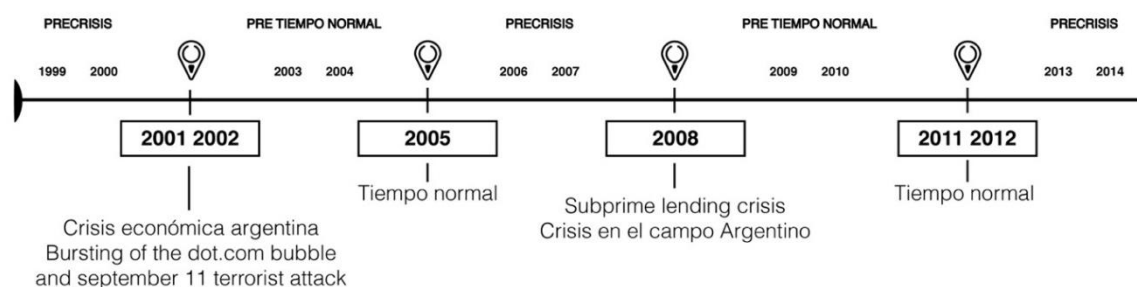 PRECRISIS PRE TIEMPO NORMAL PRECRISIS PRE TIEMPO NORMAL PRECRISIS
1999 2000 2003 2004 2006 2007 2009 2010 2013 2014
2001 2002 2005 2008 2011 2012
Tiempo normal Tiempo normal
Subprime lending crisis
Crisis en el campo Argentino
Crisis económica argentina
Bursting of the dot.com bubble
and september 11 terrorist attack